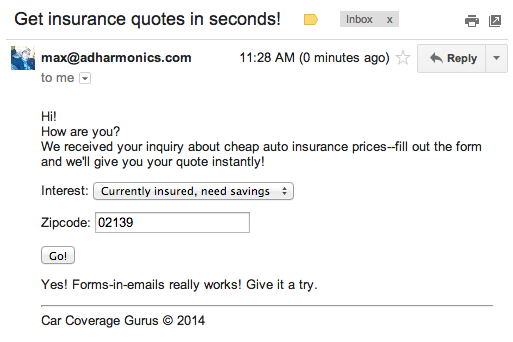 Get insurance quotes in seconds! Inbox x
max@adharmonics.com 11:28 AM (0 minutes ago) Reply
to me
Hi!
How are you?
We received your inquiry about cheap auto insurance prices--fill out the form
and we'll give you your quote instantly!
Interest: Currently insured, need savings
Zipcode: 02139
Go!
Yes! Forms-in-emails really works! Give it a try.
Car Coverage Gurus © 2014